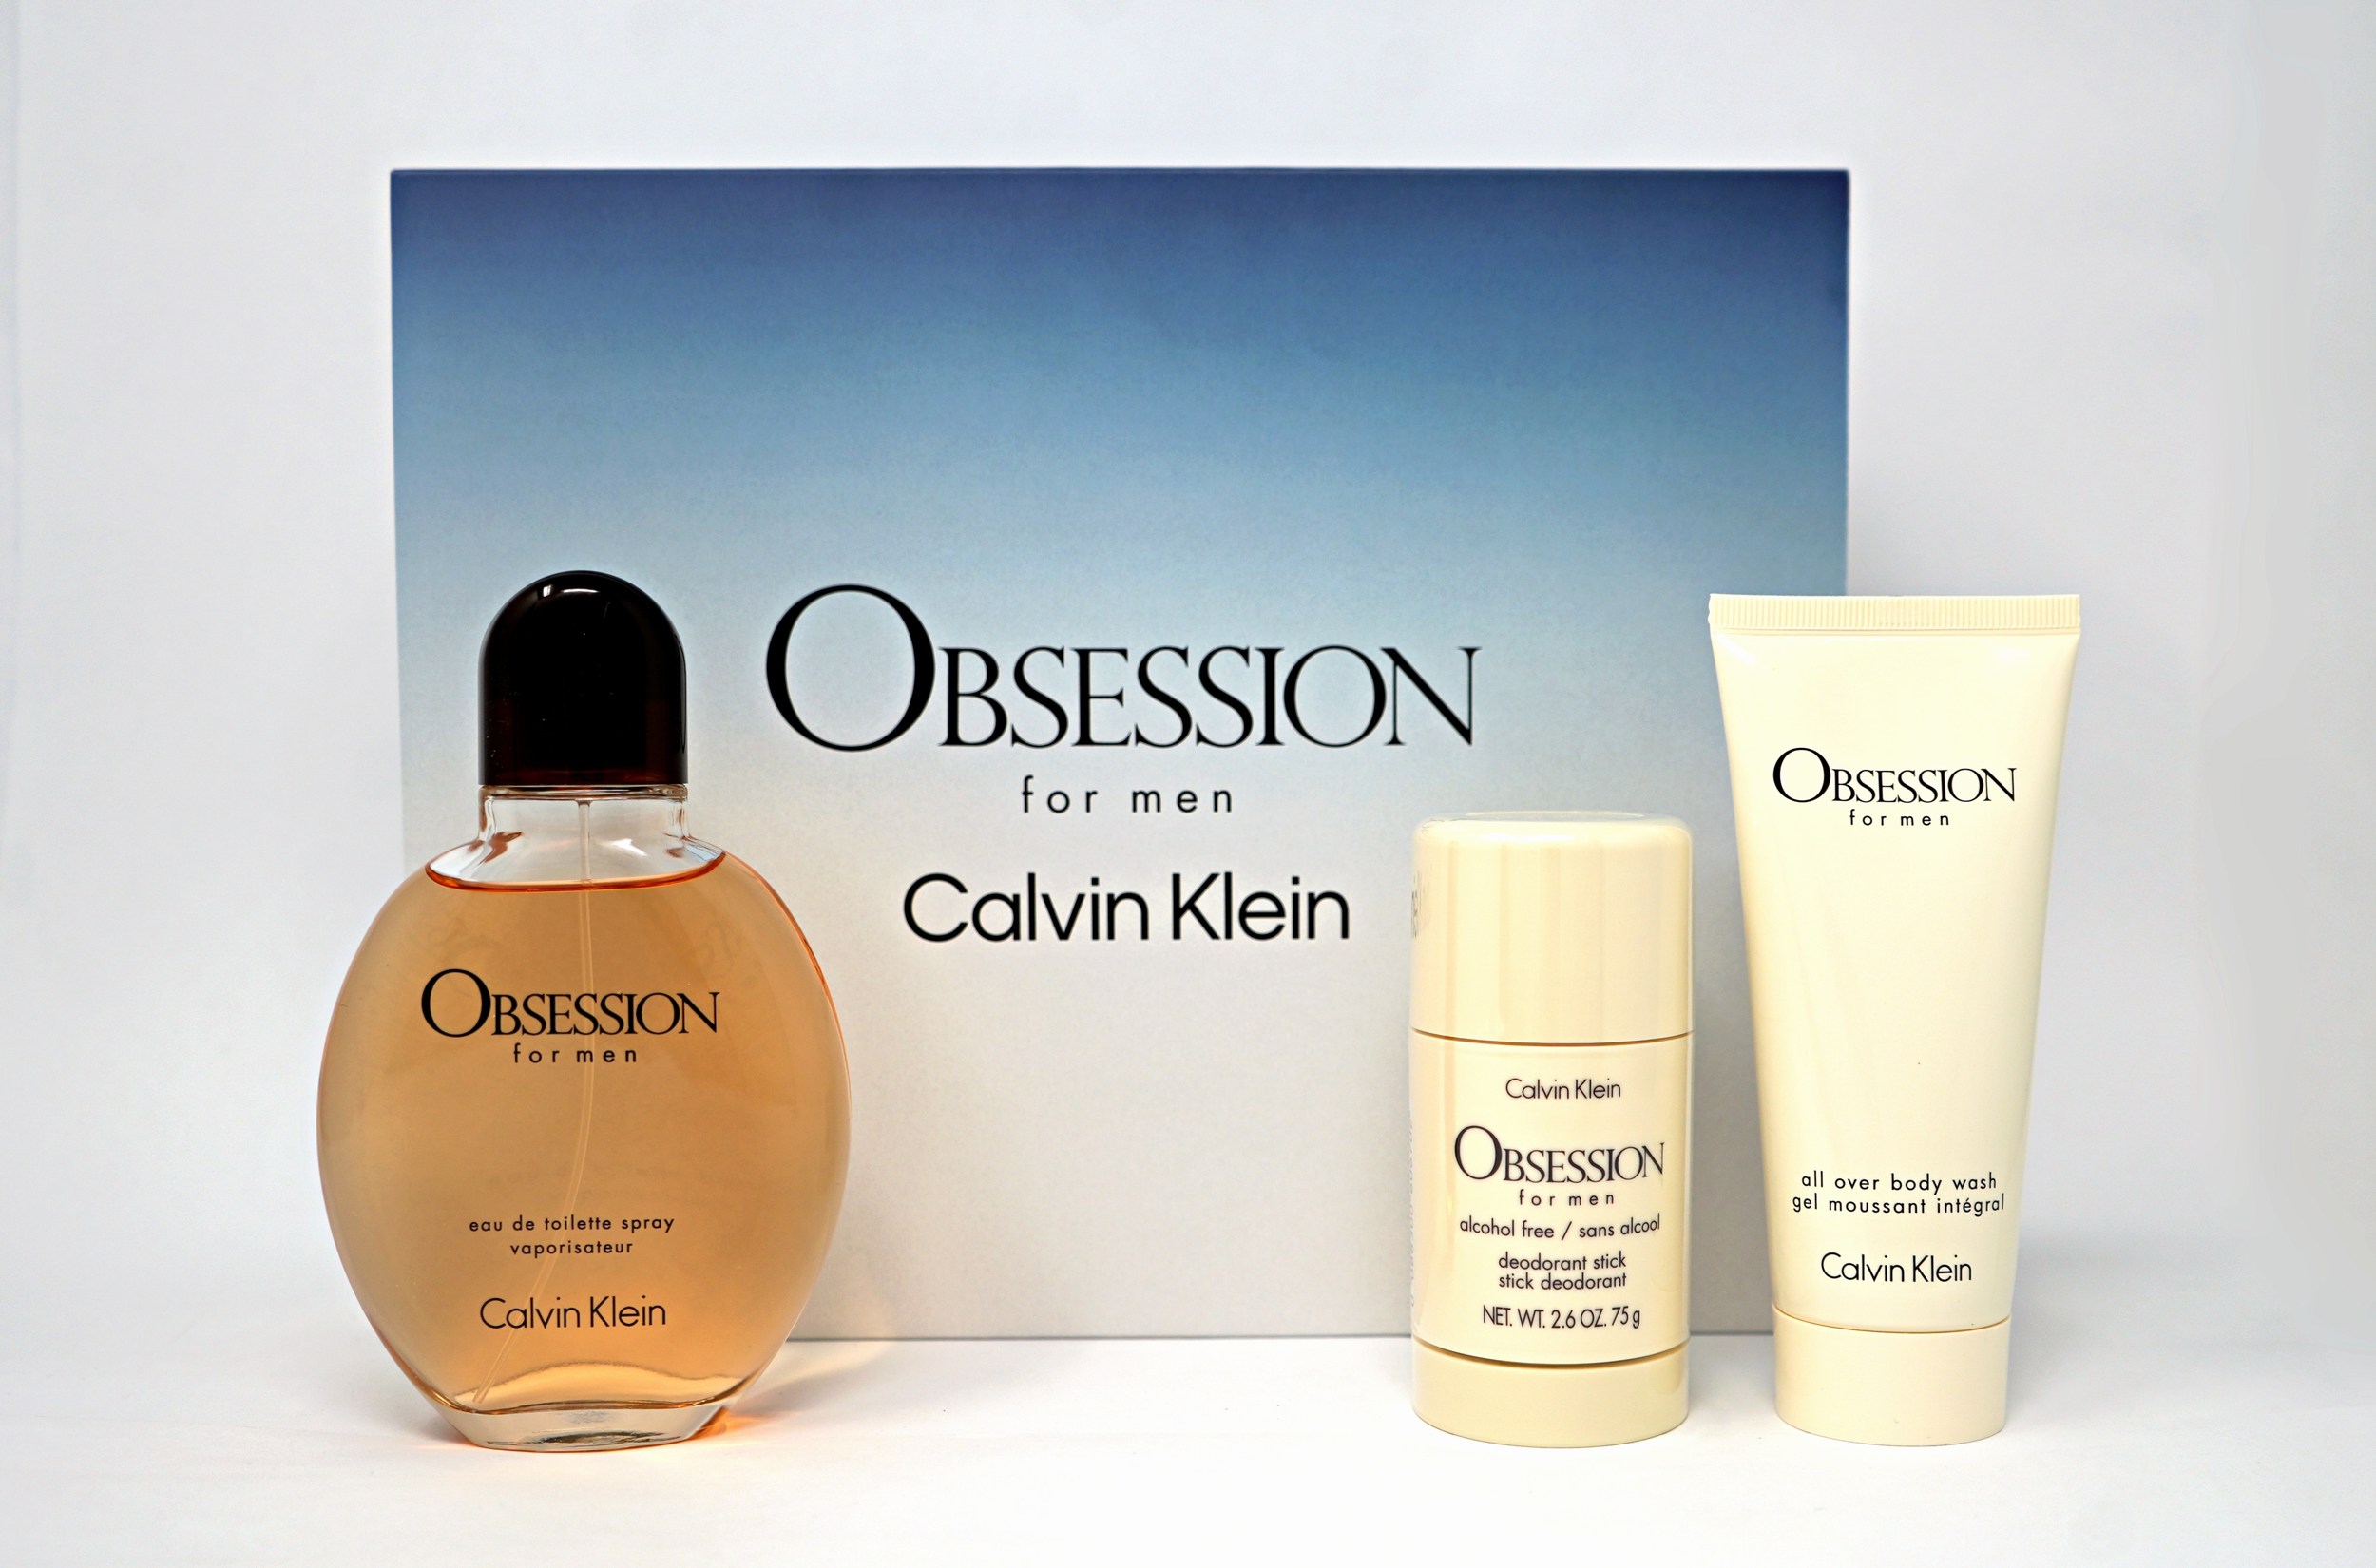 OBSESSION
for men
Calvin Klein
OBSESSION
for men
eau de toilette spray
vaporisateur
Calvin Klein
Calvin Klein
OBSESSION
for men
alcohol free / sans alcool
deodorant stick
stick deodorant
NET. WT. 2.6 OZ. 75 g
OBSESSION
for men
all over body wash
gel moussant intégral
Calvin Klein